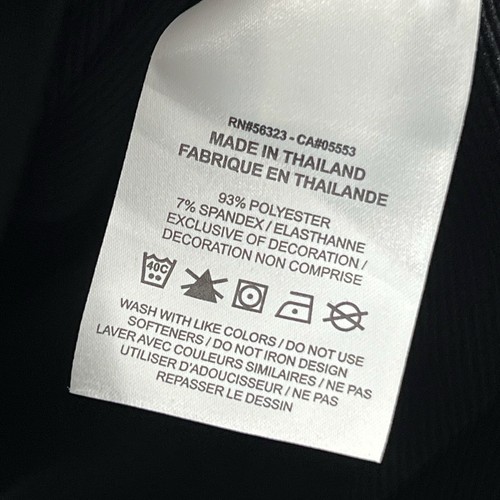 RN#56323 - CA#05553
MADE IN THAILAND
FABRIQUE EN THAILANDE
93% POLYESTER
7% SPANDEX / ELASTHANNE
EXCLUSIVE OF DECORATION /
DECORATION NON COMPRISE
40C
WASH WITH LIKE COLORS / DO NOT USE
SOFTENERS / DO NOT IRON DESIGN
LAVER AVEC COULEURS SIMILAIRES / NE PAS
UTILISER D'ADOUCISSEUR / NE PAS
REPASSER LE DESSIN